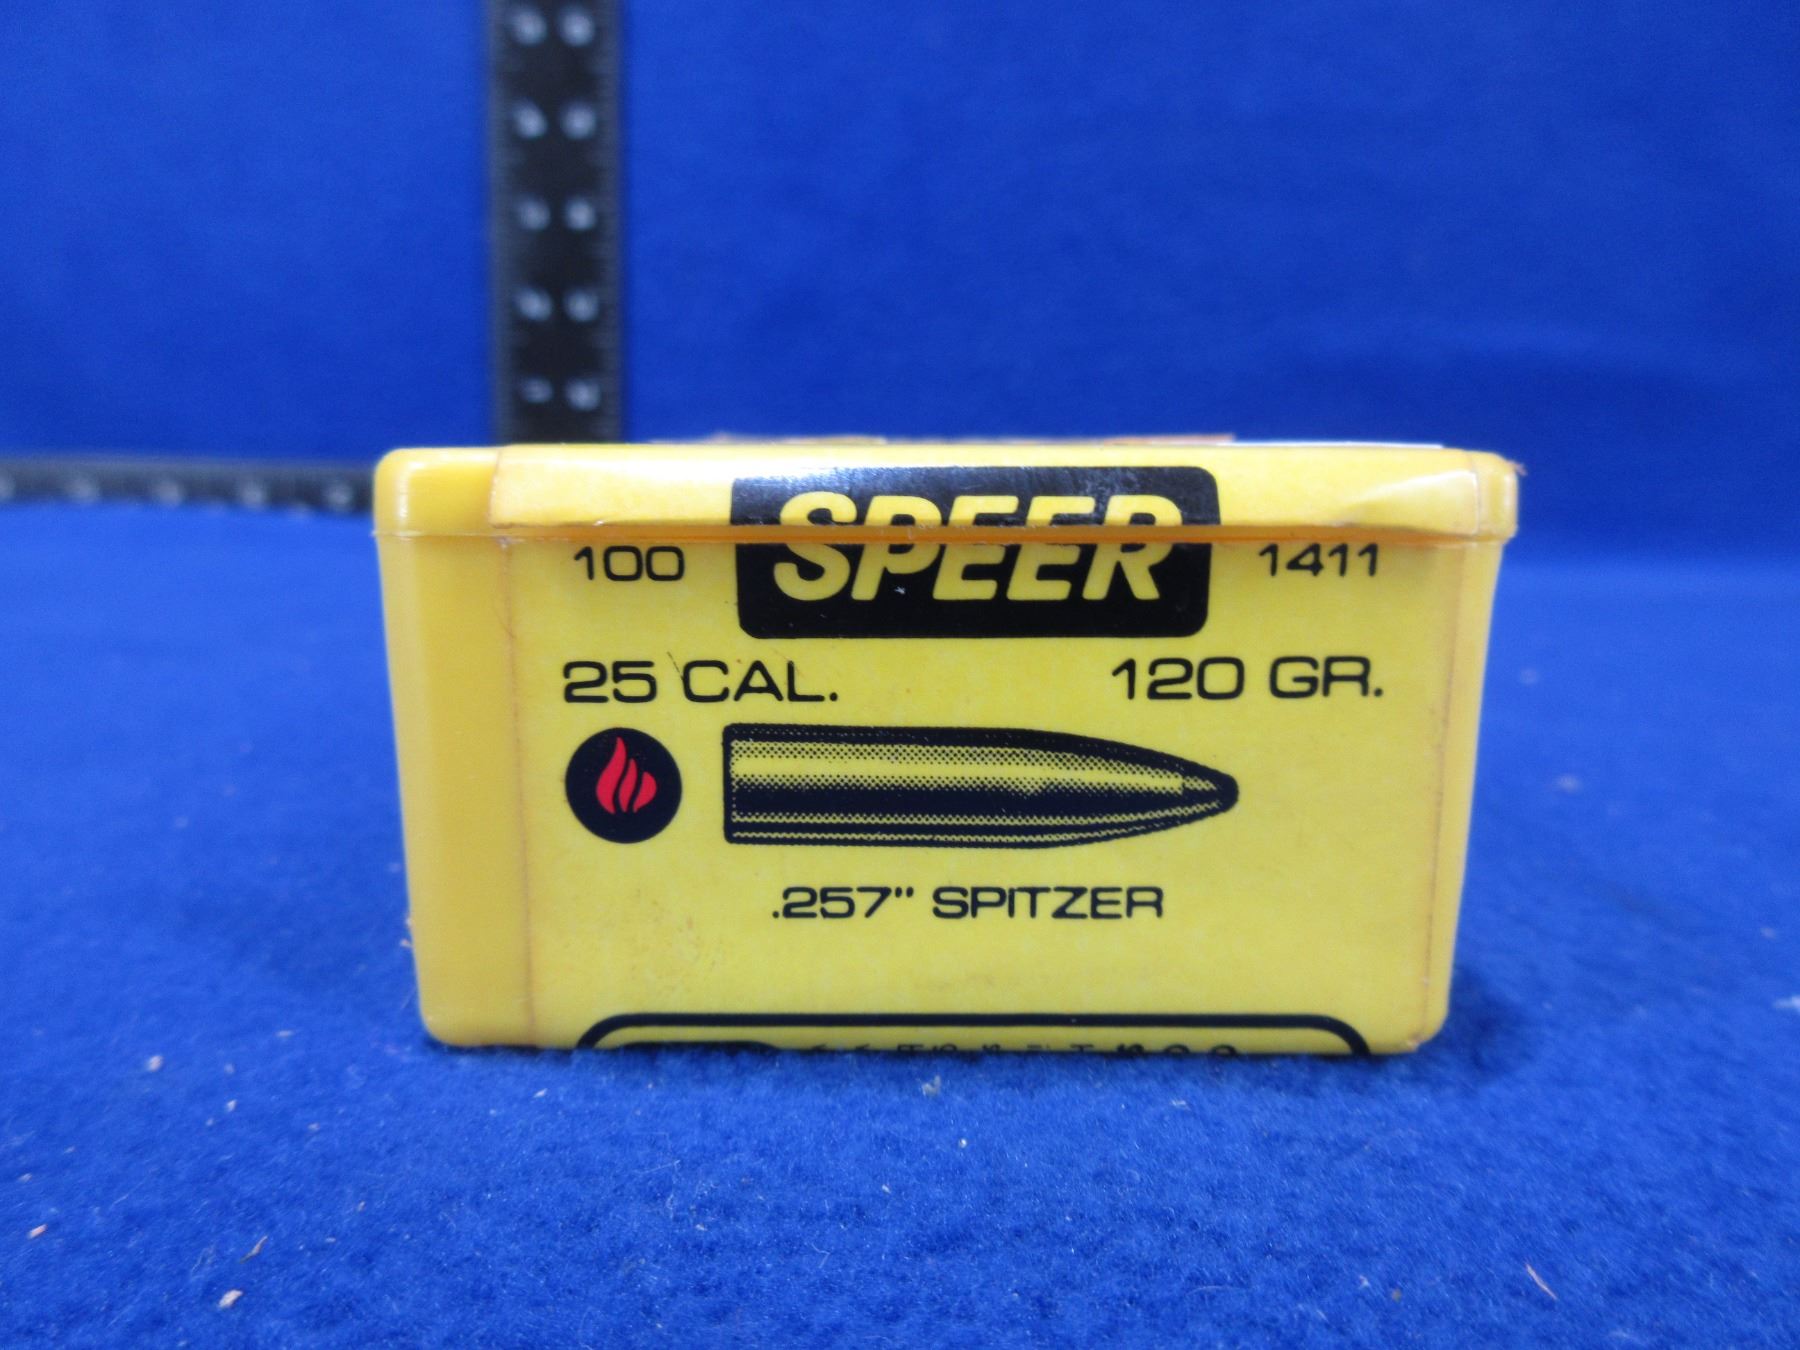 100 SPEER 1411
25 CAL. 120 GR.
.257" SPITZER